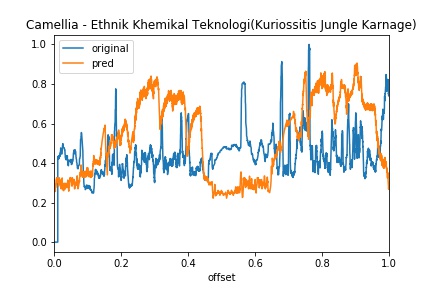 Camellia - Ethnik Khemikal Teknologi(Kuriossitis Jungle Karnage)
original
pred
1.0
0.8
0.6
0.4
0.2
0.0
0.0 0.2 0.4 0.6 0.8 1.0
offset